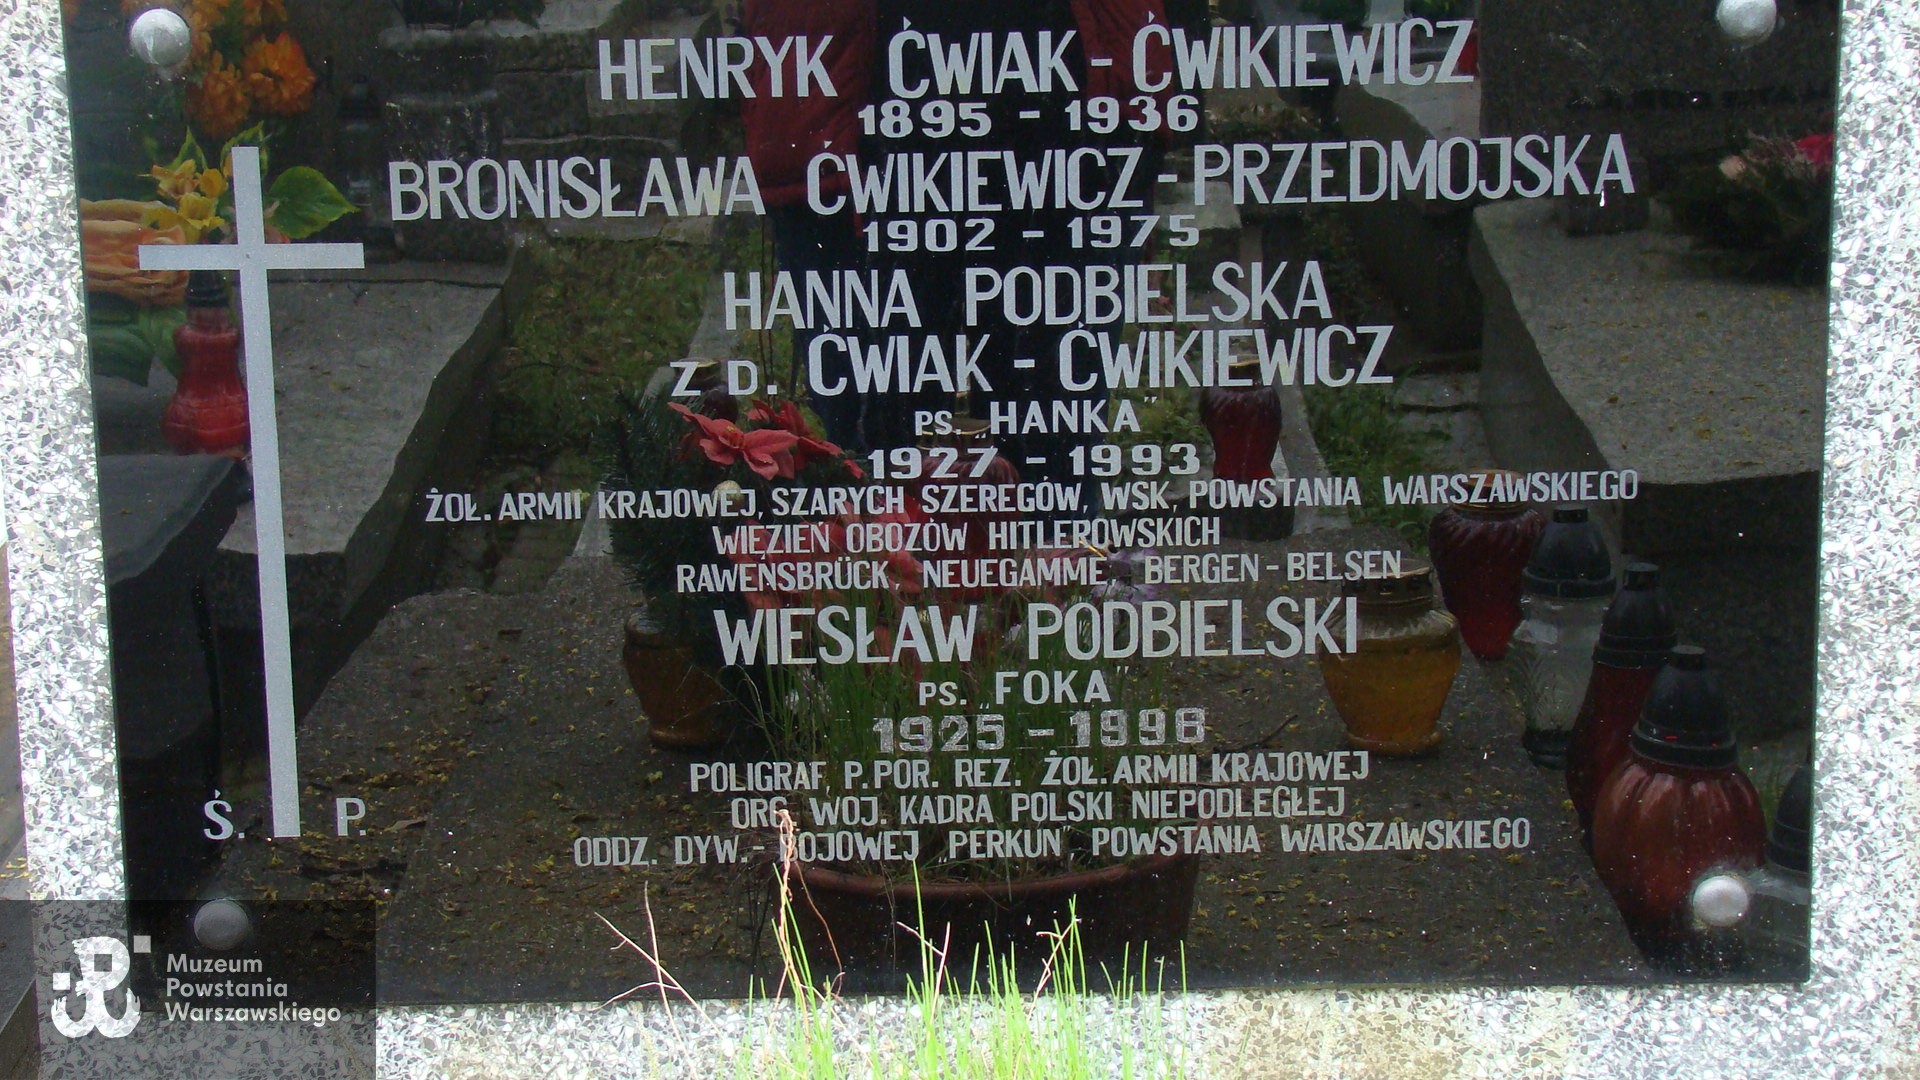 HENRYK ĆWIAK - ĆWIKIEWICZ
1895 - 1936
BRONISŁAWA ĆWIKIEWICZ - PRZEDMOJSKA
1902 - 1975
HANNA PODBIELSKA
Z D. ĆWIAK - ĆWIKIEWICZ
PS. „HANKA"
1927 - 1993
ŻOŁ. ARMII KRAJOWEJ, SZARYCH SZEREGÓW, WSK, POWSTANIA WARSZAWSKIEGO
WIĘZIEŃ OBOZÓW HITLEROWSKICH
RAWENSBRÜCK, NEUEGAMME, BERGEN - BELSEN
WIESŁAW PODBIELSKI
PS. „FOKA"
1925 - 1996
POLIGRAF, P.POR. REZ. ŻOŁ. ARMII KRAJOWEJ
ORG. WOJ. KADRA POLSKI NIEPODLEGŁEJ
ODDZ. DYW. - BOJOWEJ „PERKUN" POWSTANIA WARSZAWSKIEGO
Ś. P.
Muzeum
Powstania
Warszawskiego